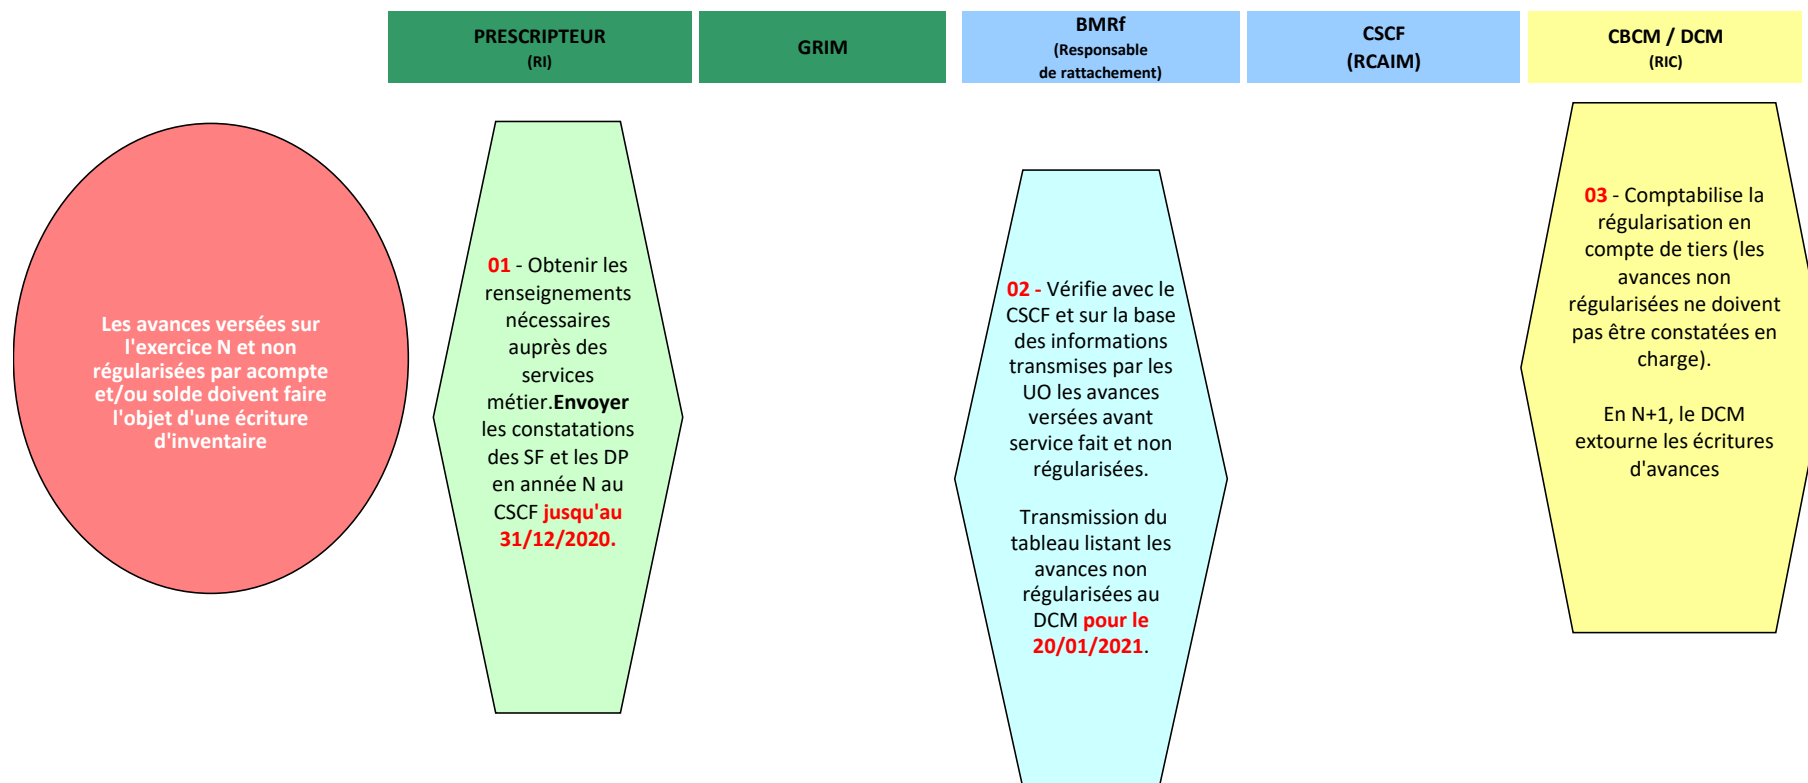 PRESCRIPTEUR
(RI)
GRIM
BMRf
(Responsable
de rattachement)
CSCF
(RCAIM)
CBCM / DCM
(RIC)
Les avances versées sur
l'exercice N et non
régularisées par acompte
et/ou solde doivent faire
l'objet d'une écriture
d'inventaire
01 - Obtenir les
renseignements
nécessaires
auprès des
services
métier.Envoyer
les constatations
des SF et les DP
en année N au
CSCF jusqu'au
31/12/2020.
02 - Vérifie avec le
CSCF et sur la base
des informations
transmises par les
UO les avances
versées avant
service fait et non
régularisées.
Transmission du
tableau listant les
avances non
régularisées au
DCM pour le
20/01/2021.
03 - Comptabilise la
régularisation en
compte de tiers (les
avances non
régularisées ne doivent
pas être constatées en
charge).
En N+1, le DCM
extourne les écritures
d'avances